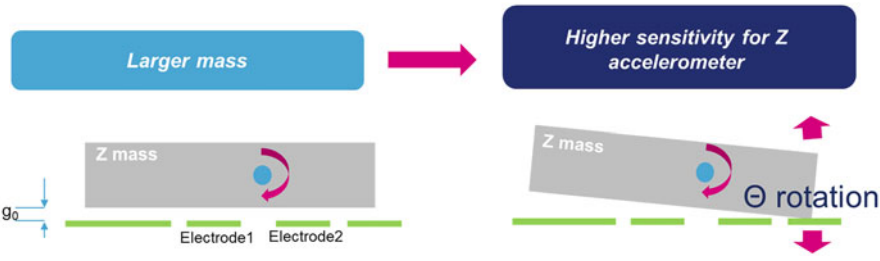 Larger mass
Higher sensitivity for Z
accelerometer
Z mass
g₀
Electrode1
Electrode2
Z mass
Θ rotation